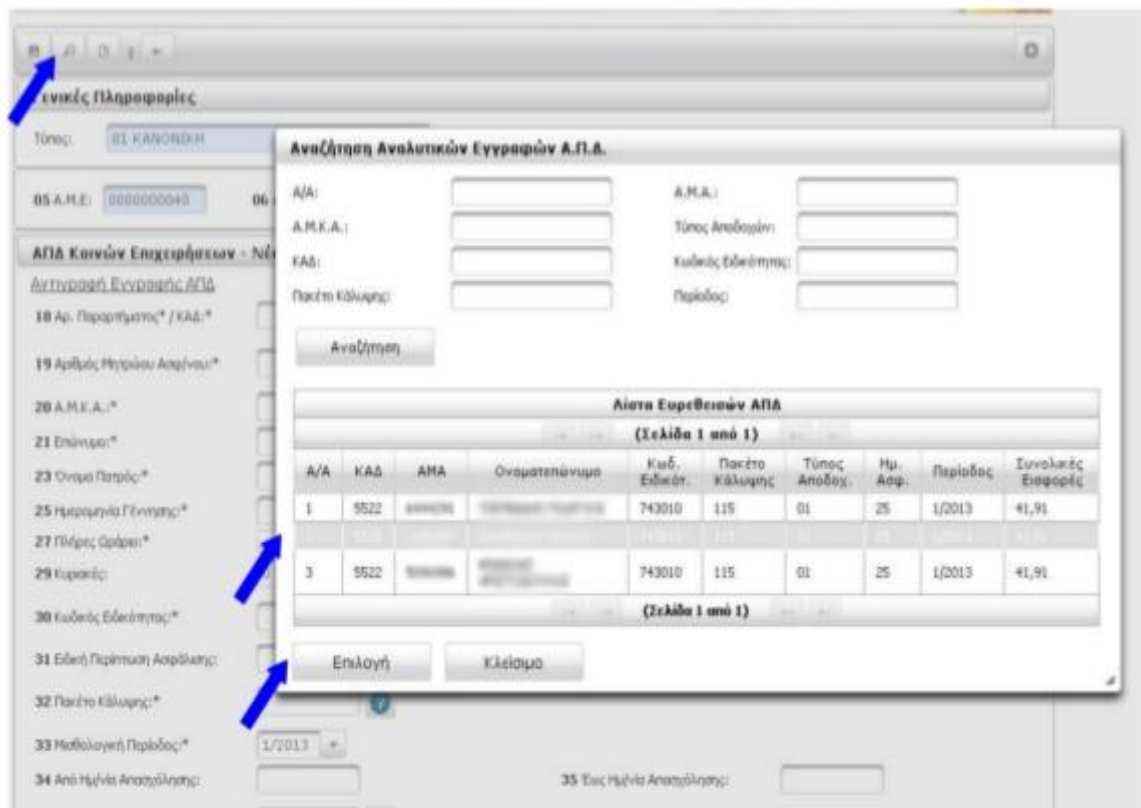 Γενικές Πληροφορίες
Τύπος: 01 ΚΑΝΟΝΙΚΗ
05 Α.Μ.Ε: 0000000040 06
ΑΠΔ Κοινών Επιχειρήσεων - Νέ
Αντιγραφή Εγγραφής ΑΠΔ
18 Αρ. Παραρτήματος* / ΚΑΔ:*
19 Αριθμός Μητρώου Ασφ/νου:*
20 Α.Μ.Κ.Α.:*
21 Επώνυμο:*
23 Όνομα Πατρός:*
25 Ημερομηνία Γέννησης:*
27 Πλήρες Ωράριο:*
29 Κυριακές:
30 Κωδικός Ειδικότητας:*
31 Ειδική Περίπτωση Ασφάλισης:
32 Πακέτο Κάλυψης:* ?
33 Μισθολογική Περίοδος:* 1/2013
34 Από Ημ/νία Απασχόλησης: 35 Έως Ημ/νία Απασχόλησης:
Αναζήτηση Αναλυτικών Εγγραφών Α.Π.Δ.
Α/Α: Α.Μ.Α.:
Α.Μ.Κ.Α.: Τύπος Αποδοχών:
ΚΑΔ: Κωδικός Ειδικότητας:
Πακέτο Κάλυψης: Περίοδος:
Αναζήτηση
Λίστα Ευρεθεισών ΑΠΔ
(Σελίδα 1 από 1)
Α/Α ΚΑΔ ΑΜΑ Ονοματεπώνυμο Κωδ. Ειδικότ. Πακέτο Κάλυψης Τύπος Αποδοχ. Ημ. Ασφ. Περίοδος Συνολικές Εισφορές
1 5522 743010 115 01 25 1/2013 41,91
3 5522 743010 115 01 25 1/2013 41,91
(Σελίδα 1 από 1)
Επιλογή Κλείσιμο